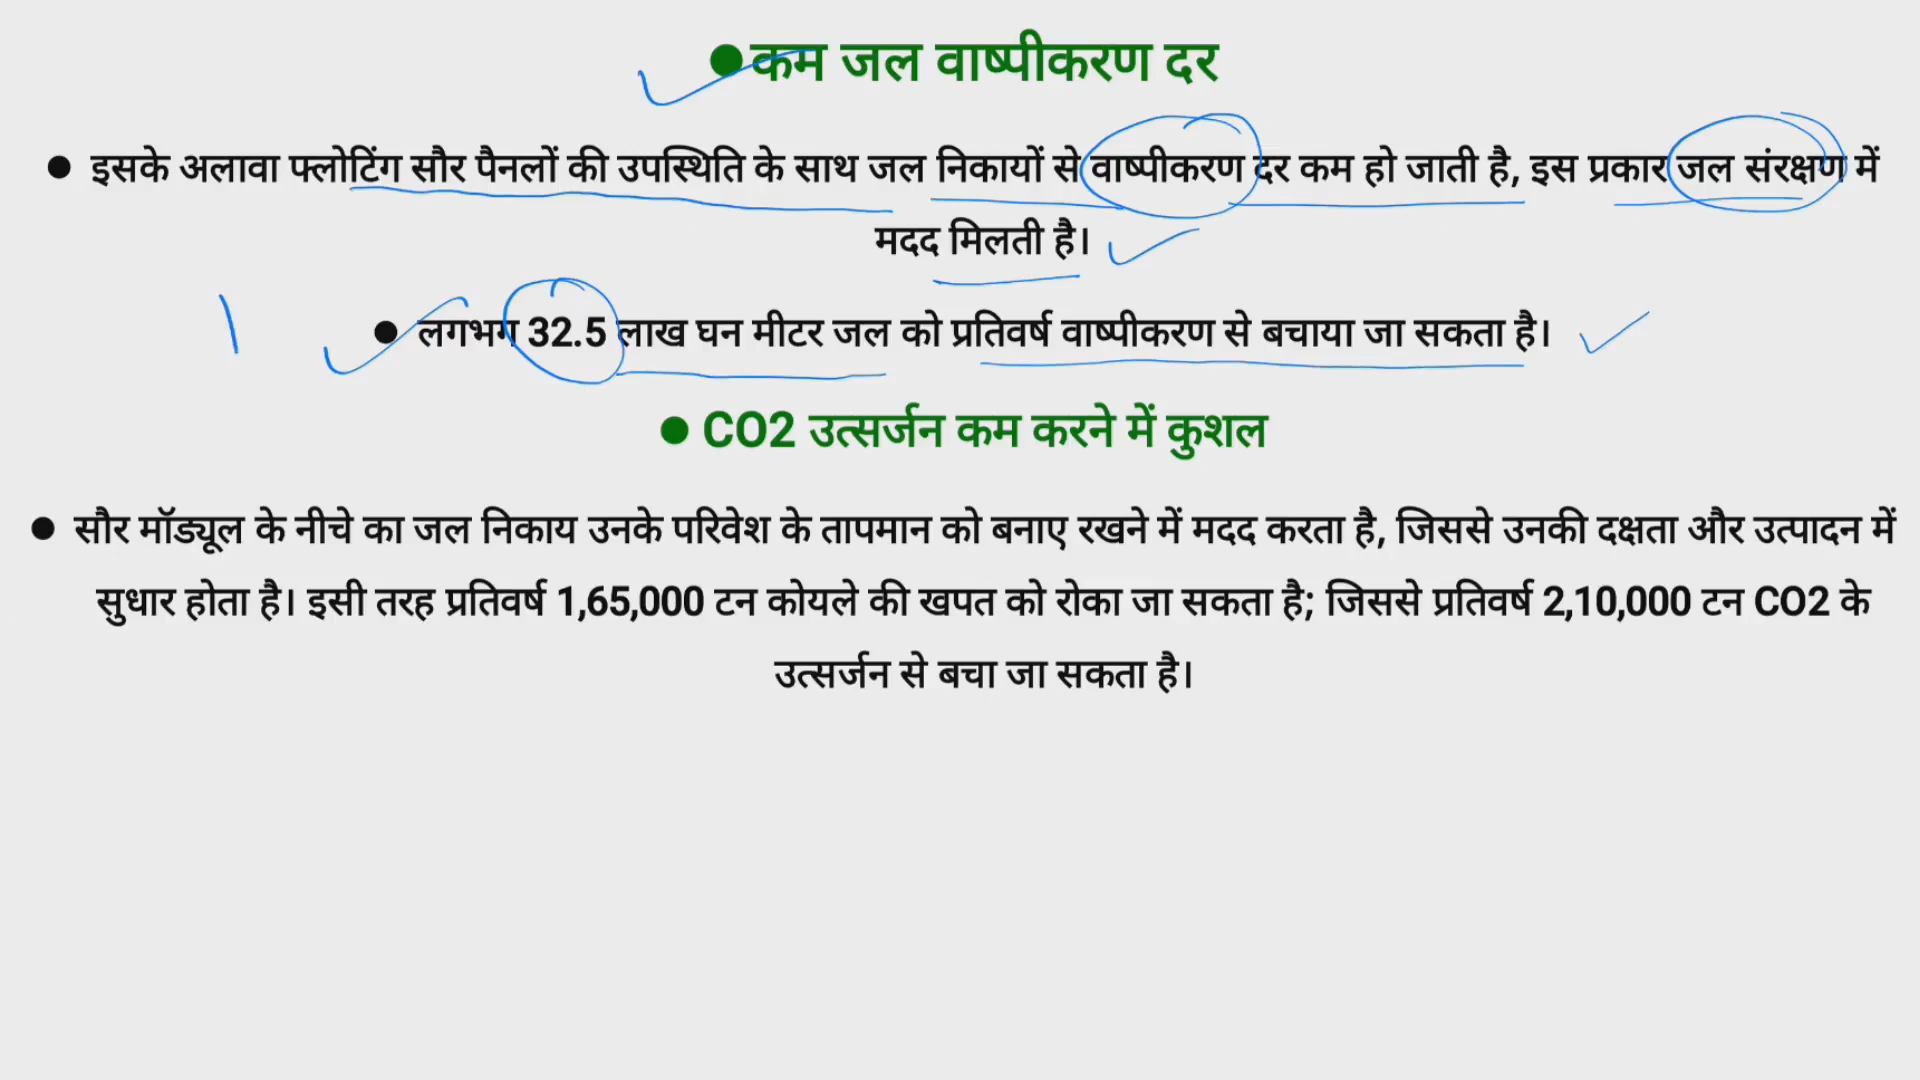 ● कम जल वाष्पीकरण दर
● इसके अलावा फ्लोटिंग सौर पैनलों की उपस्थिति के साथ जल निकायों से वाष्पीकरण दर कम हो जाती है, इस प्रकार जल संरक्षण में
मदद मिलती है।
● लगभग 32.5 लाख घन मीटर जल को प्रतिवर्ष वाष्पीकरण से बचाया जा सकता है।
● CO2 उत्सर्जन कम करने में कुशल
● सौर मॉड्यूल के नीचे का जल निकाय उनके परिवेश के तापमान को बनाए रखने में मदद करता है, जिससे उनकी दक्षता और उत्पादन में
सुधार होता है। इसी तरह प्रतिवर्ष 1,65,000 टन कोयले की खपत को रोका जा सकता है; जिससे प्रतिवर्ष 2,10,000 टन CO2 के
उत्सर्जन से बचा जा सकता है।